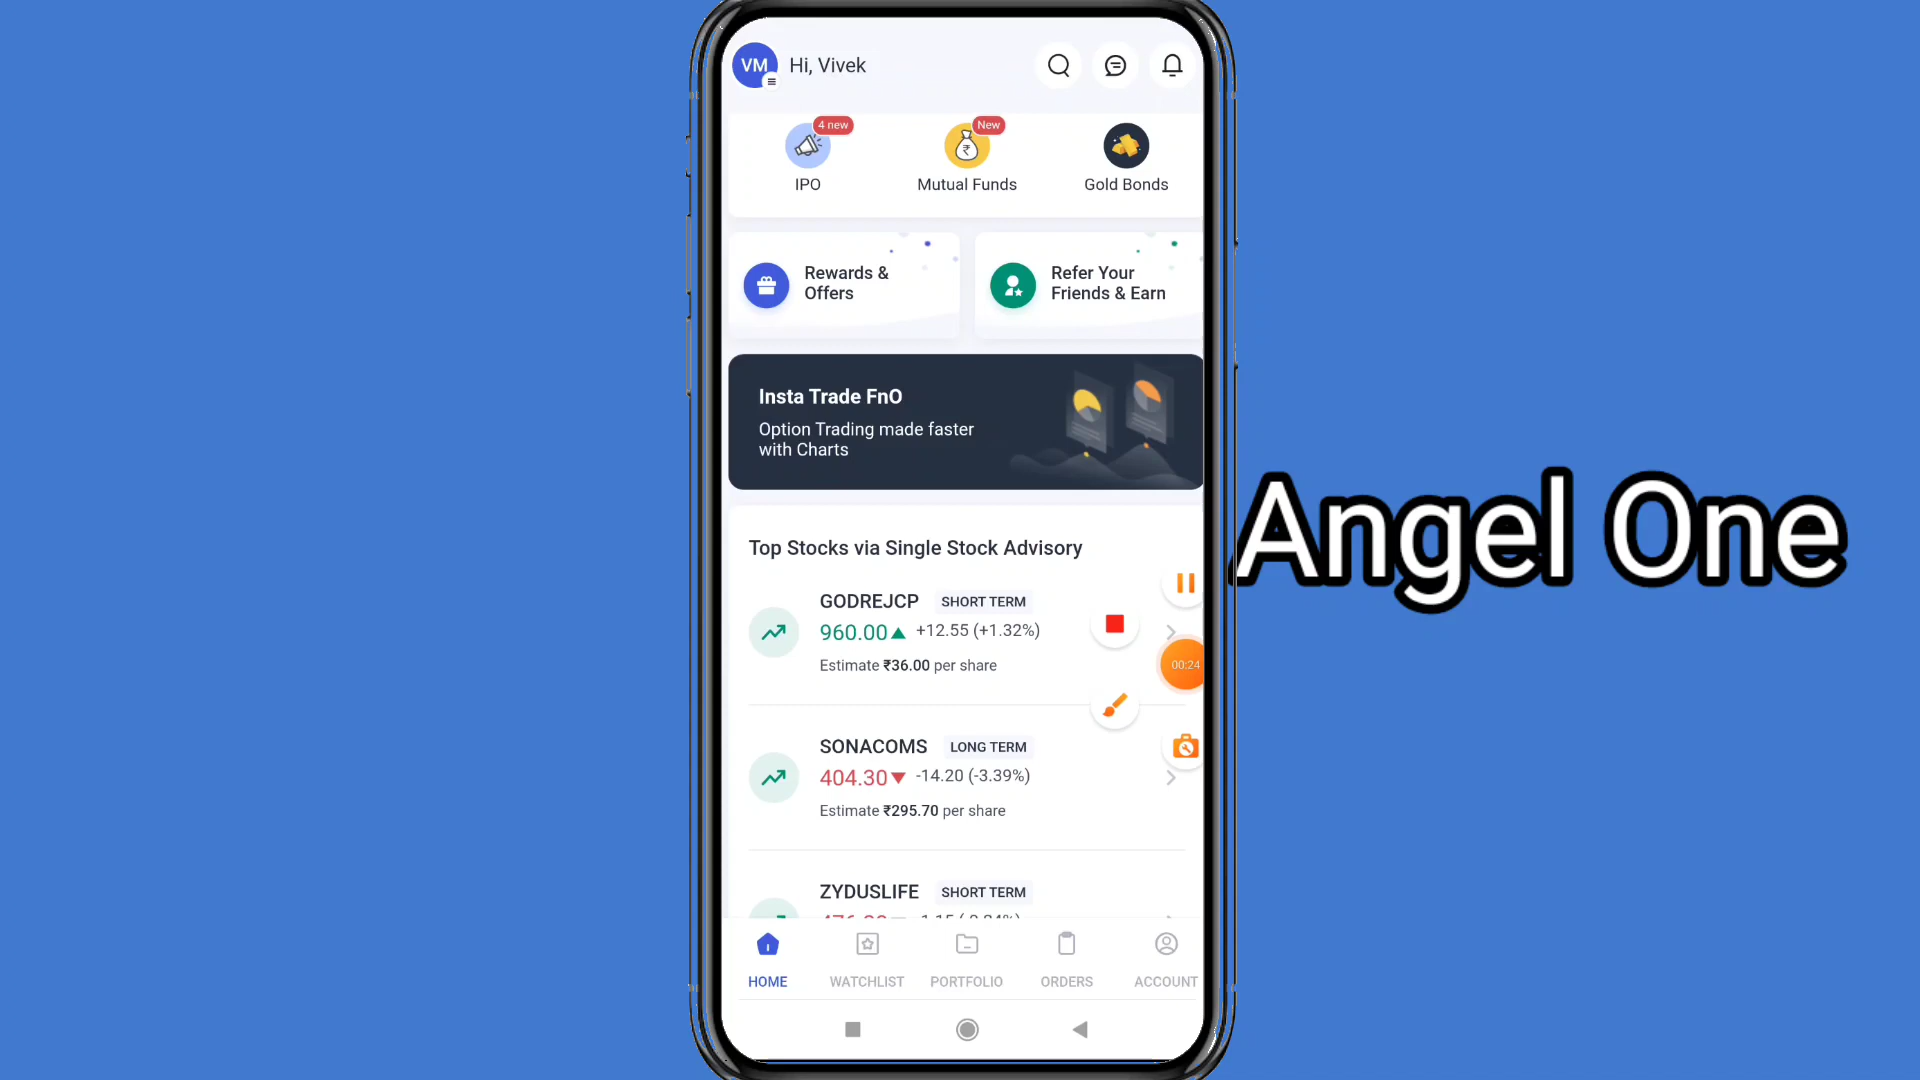 VM Hi, Vivek
4 new
New
₹
IPO Mutual Funds Gold Bonds
Rewards &
Offers
Refer Your
Friends & Earn
Insta Trade FnO
Option Trading made faster
with Charts
Angel One
Top Stocks via Single Stock Advisory
GODREJCP SHORT TERM
960.00 +12.55 (+1.32%)
Estimate ₹36.00 per share
00:24
SONACOMS LONG TERM
404.30 -14.20 (-3.39%)
Estimate ₹295.70 per share
ZYDUSLIFE SHORT TERM
HOME WATCHLIST PORTFOLIO ORDERS ACCOUNT